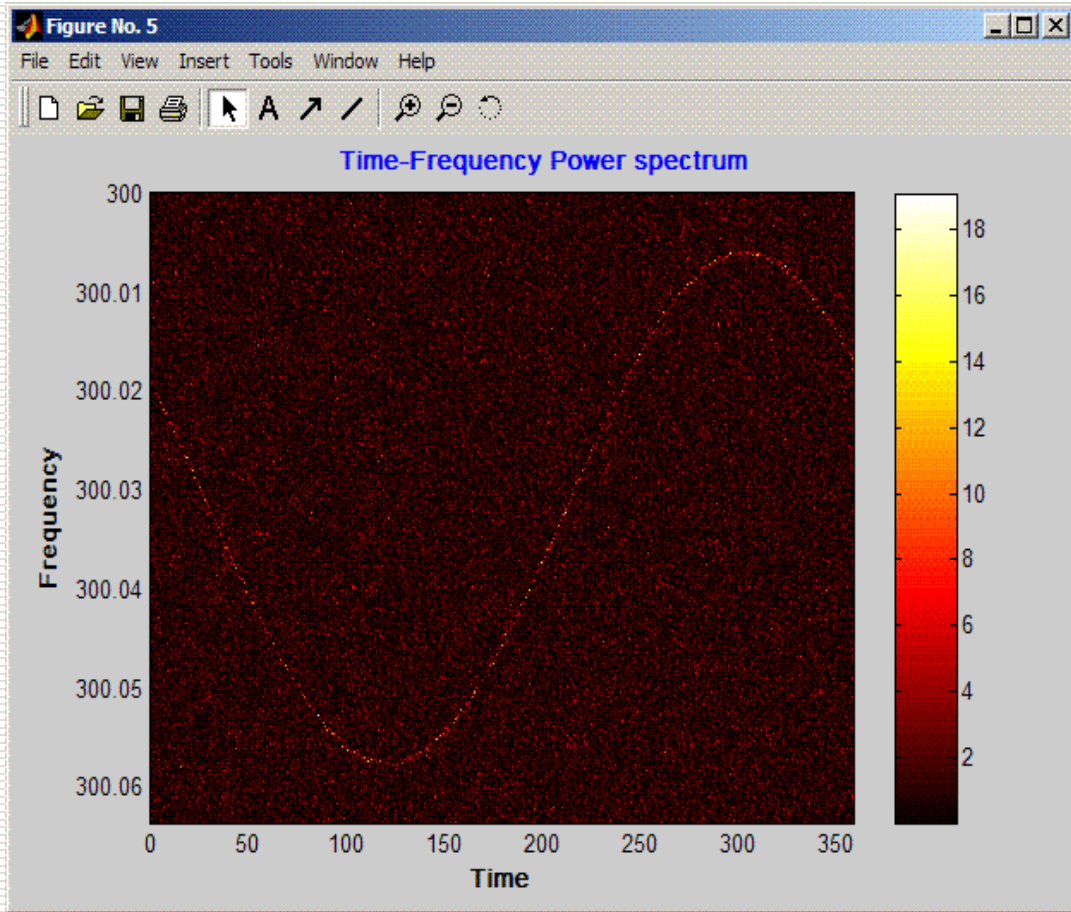 Figure No. 5
File Edit View Insert Tools Window Help
A
Time-Frequency Power spectrum
300
300.01
300.02
300.03
300.04
300.05
300.06
Frequency
0 50 100 150 200 250 300 350
Time
18
16
14
12
10
8
6
4
2